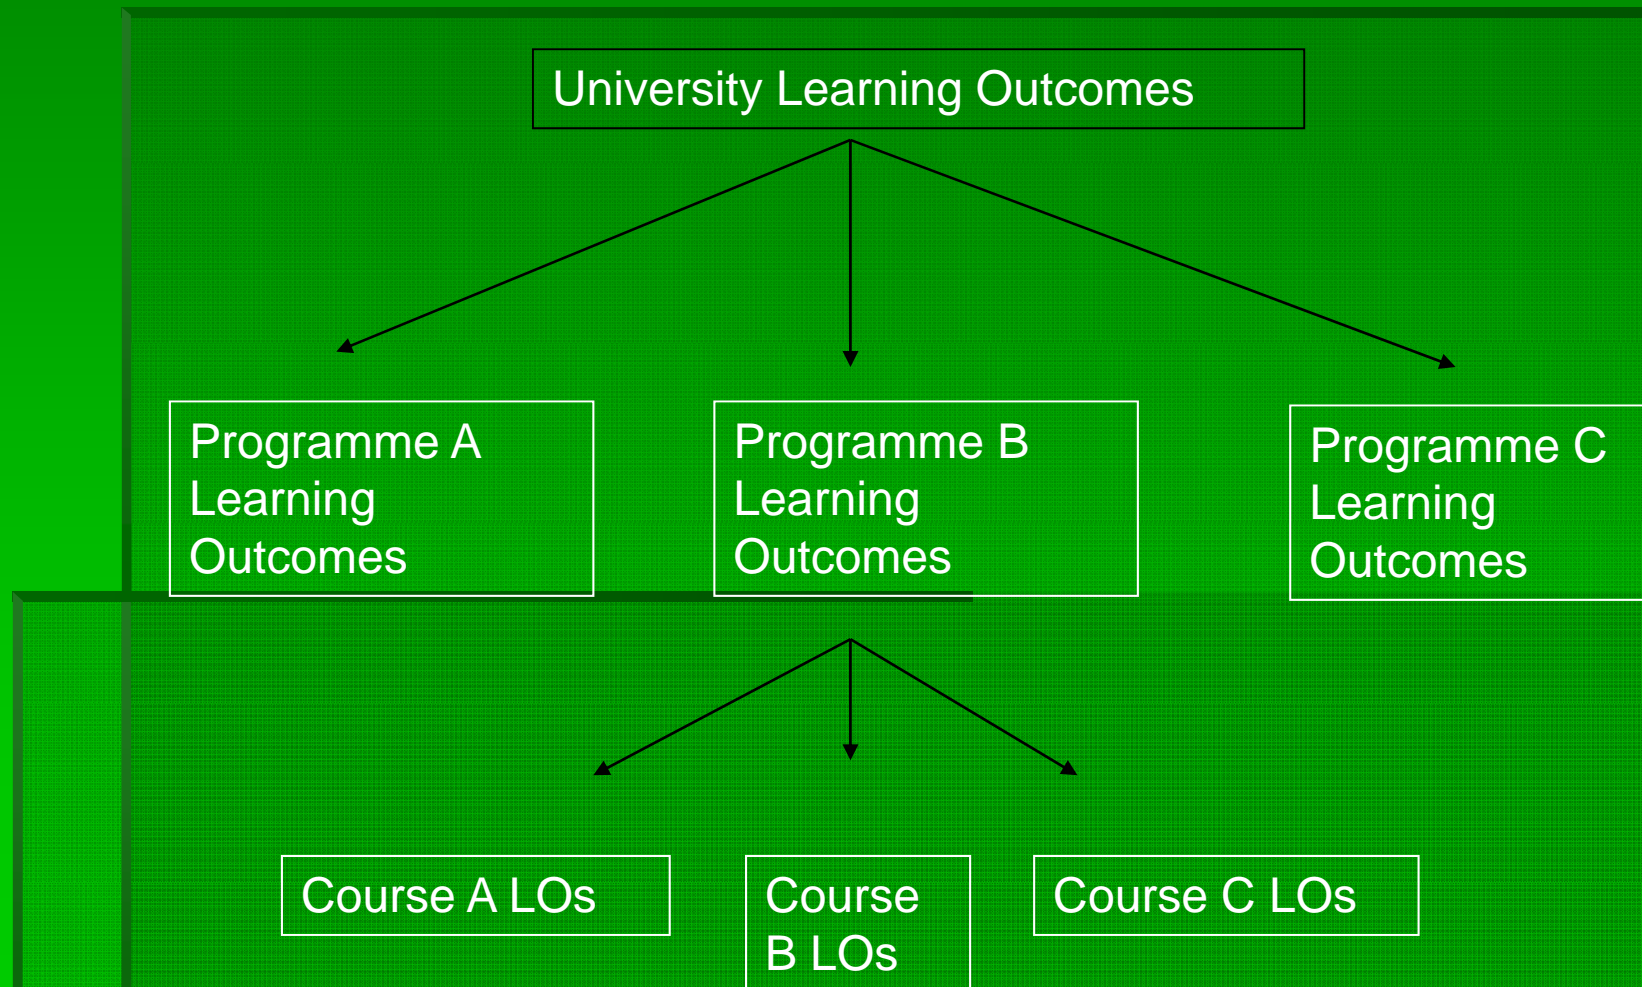 University Learning Outcomes
Programme A
Learning
Outcomes
Programme B
Learning
Outcomes
Programme C
Learning
Outcomes
Course A LOs
Course
B LOs
Course C LOs